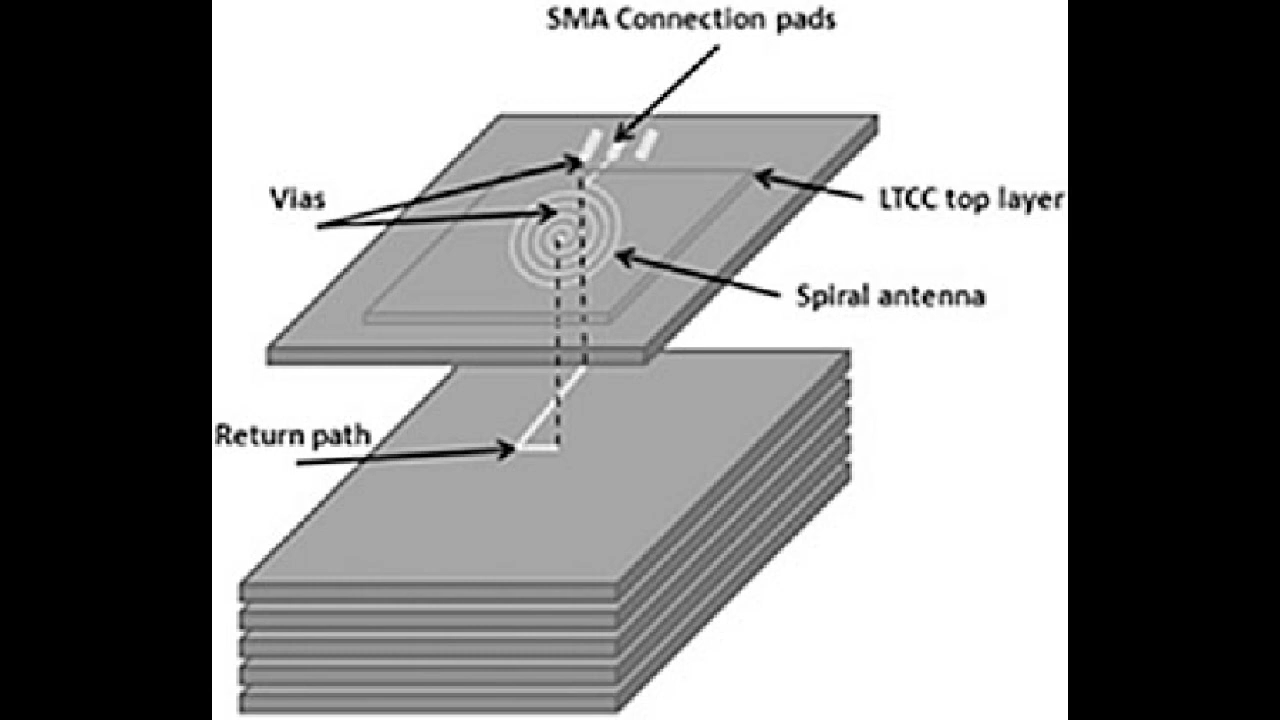 SMA Connection pads
Vias
LTCC top layer
Spiral antenna
Return path